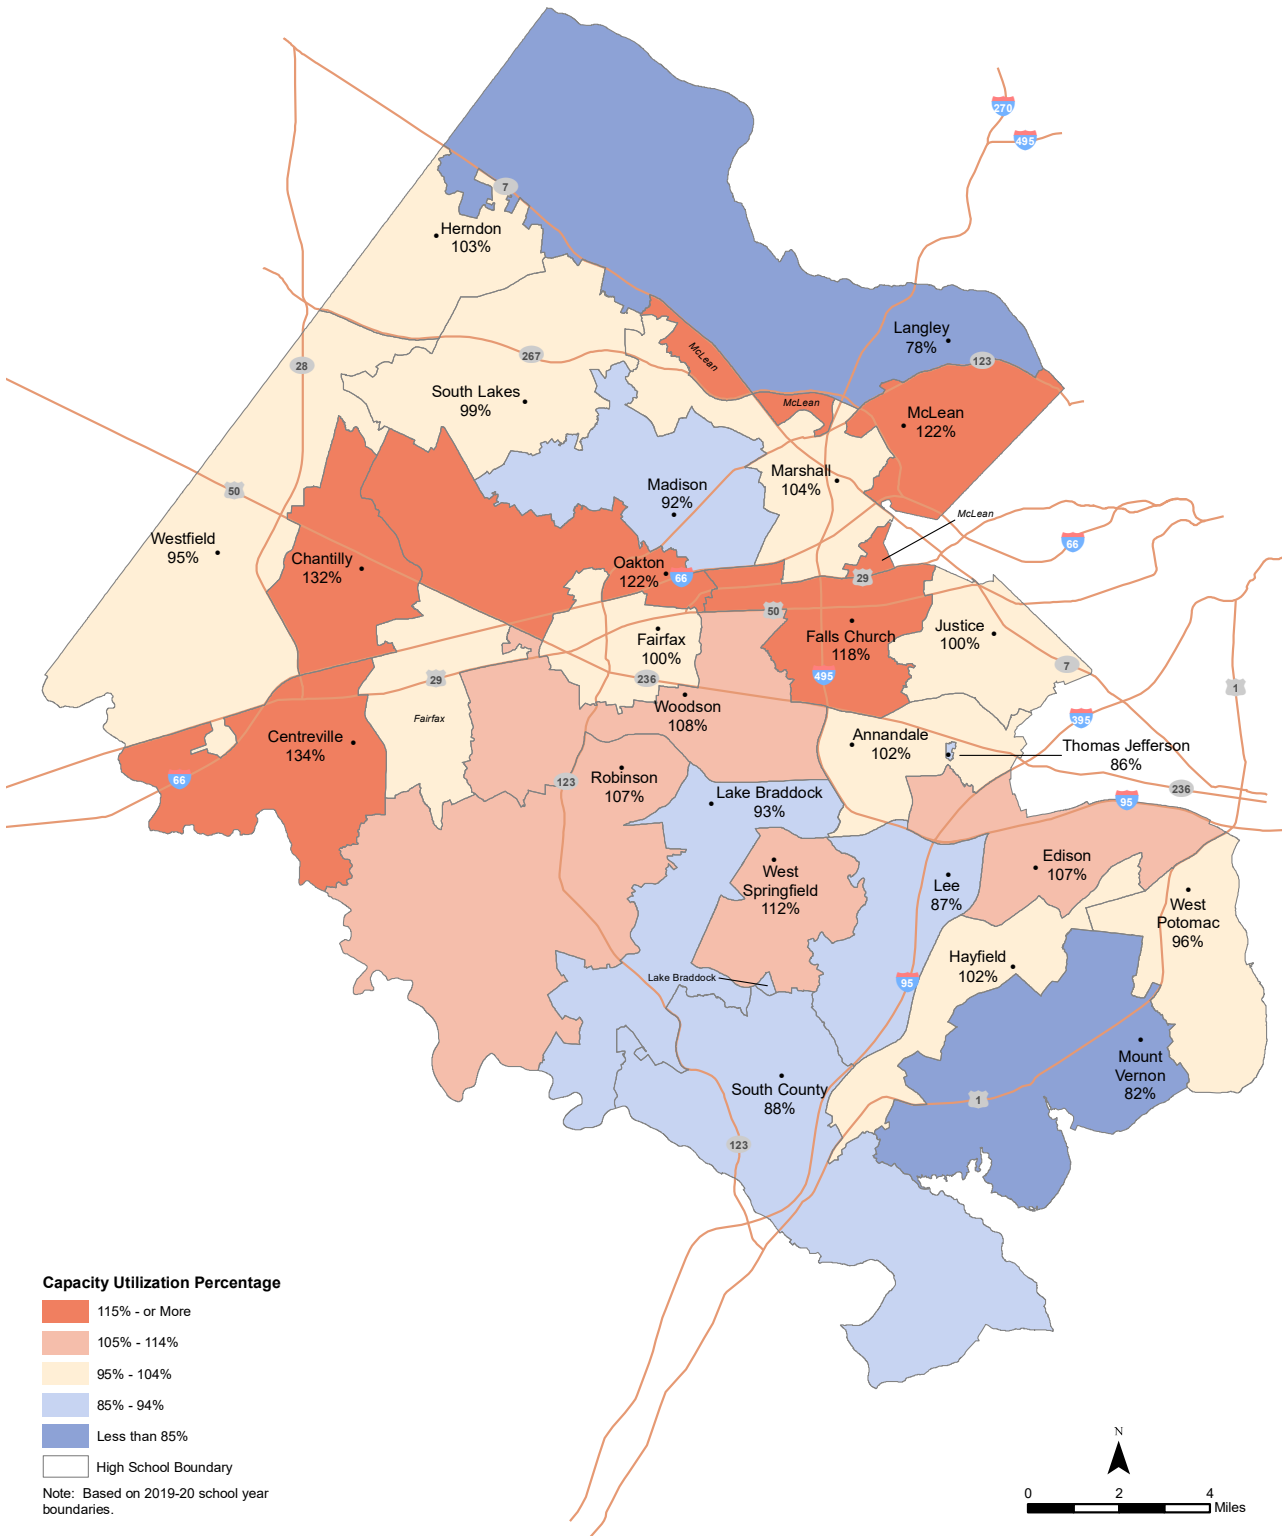 270
495
7
Herndon
103%
Langley
78%
123
267
28
McLean
South Lakes
99%
McLean
McLean
122%
Marshall
104%
50
Madison
92%
McLean
Westfield
95%
Chantilly
132%
66
Oakton
122%
66
29
50
Fairfax
100%
Falls Church
118%
Justice
100%
7
29
236
495
1
Woodson
108%
Fairfax
395
Centreville
134%
Annandale
102%
Thomas Jefferson
86%
66
123
Robinson
107%
Lake Braddock
93%
236
95
Edison
107%
West
Springfield
112%
Lee
87%
West
Potomac
96%
Hayfield
102%
Lake Braddock
95
Mount
Vernon
82%
South County
88%
1
123
Capacity Utilization Percentage
115% - or More
105% - 114%
95% - 104%
85% - 94%
Less than 85%
High School Boundary
Note: Based on 2019-20 school year
boundaries.
N
0 2 4
Miles